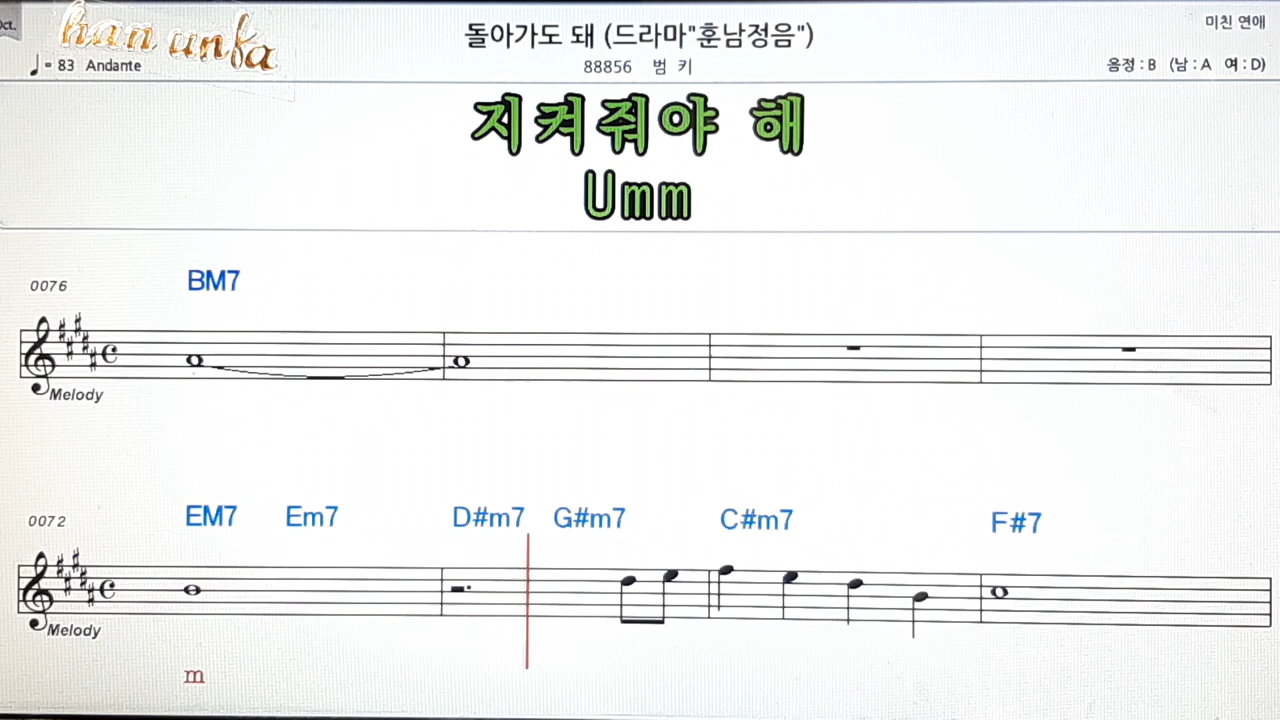 ct.
han unfa
돌아가도 돼 (드라마"훈남정음")
미친 연애
♩= 83 Andante
88856 범 키
음정 : B (남 : A 여 : D)
지켜줘야 해
Umm
0076
BM7
Melody
0072
EM7 Em7 D#m7 G#m7 C#m7 F#7
Melody
m